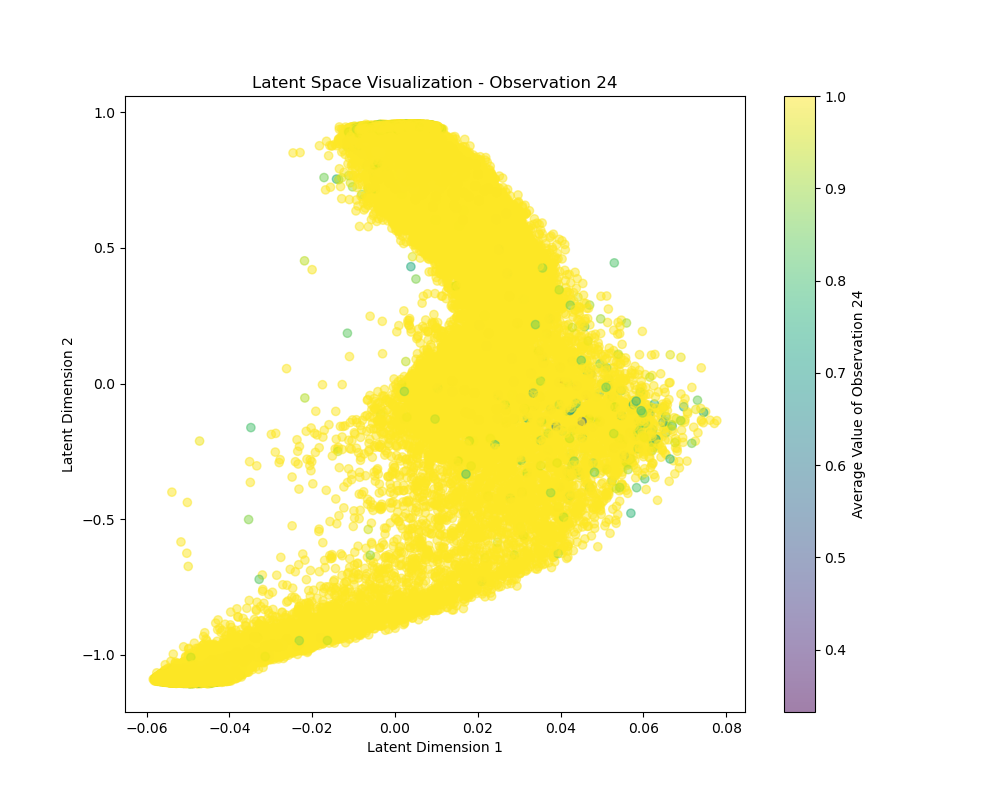 Latent Space Visualization - Observation 24
1.0
0.5
0.0
−0.5
−1.0
Latent Dimension 2
−0.06 −0.04 −0.02 0.00 0.02 0.04 0.06 0.08
Latent Dimension 1
1.0
0.9
0.8
0.7
0.6
0.5
0.4
Average Value of Observation 24